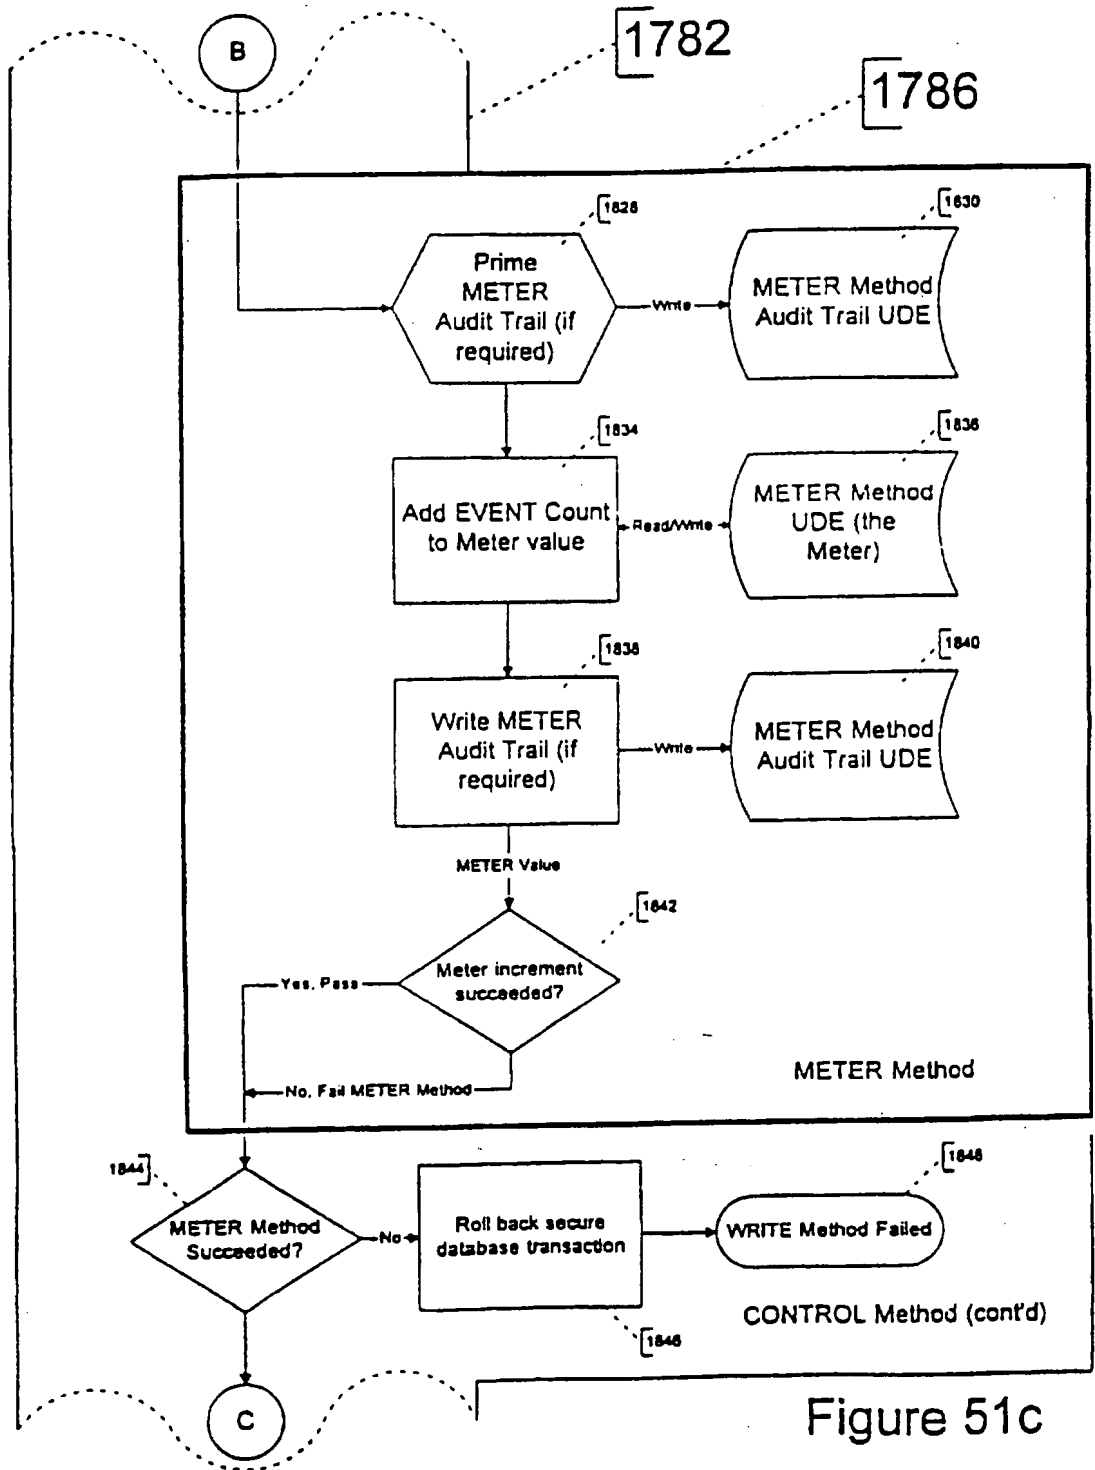 B
1782
1786
1828
Prime
METER
Audit Trail (if
required)
Write
1830
METER Method
Audit Trail UDE
1834
Add EVENT Count
to Meter value
Read/Write
1836
METER Method
UDE (the
Meter)
1838
Write METER
Audit Trail (if
required)
Write
1840
METER Method
Audit Trail UDE
METER Value
1842
Meter increment
succeeded?
Yes, Pass
No, Fail METER Method
METER Method
1844
METER Method
Succeeded?
No
Roll back secure
database transaction
1846
1848
WRITE Method Failed
CONTROL Method (cont'd)
C
Figure 51c